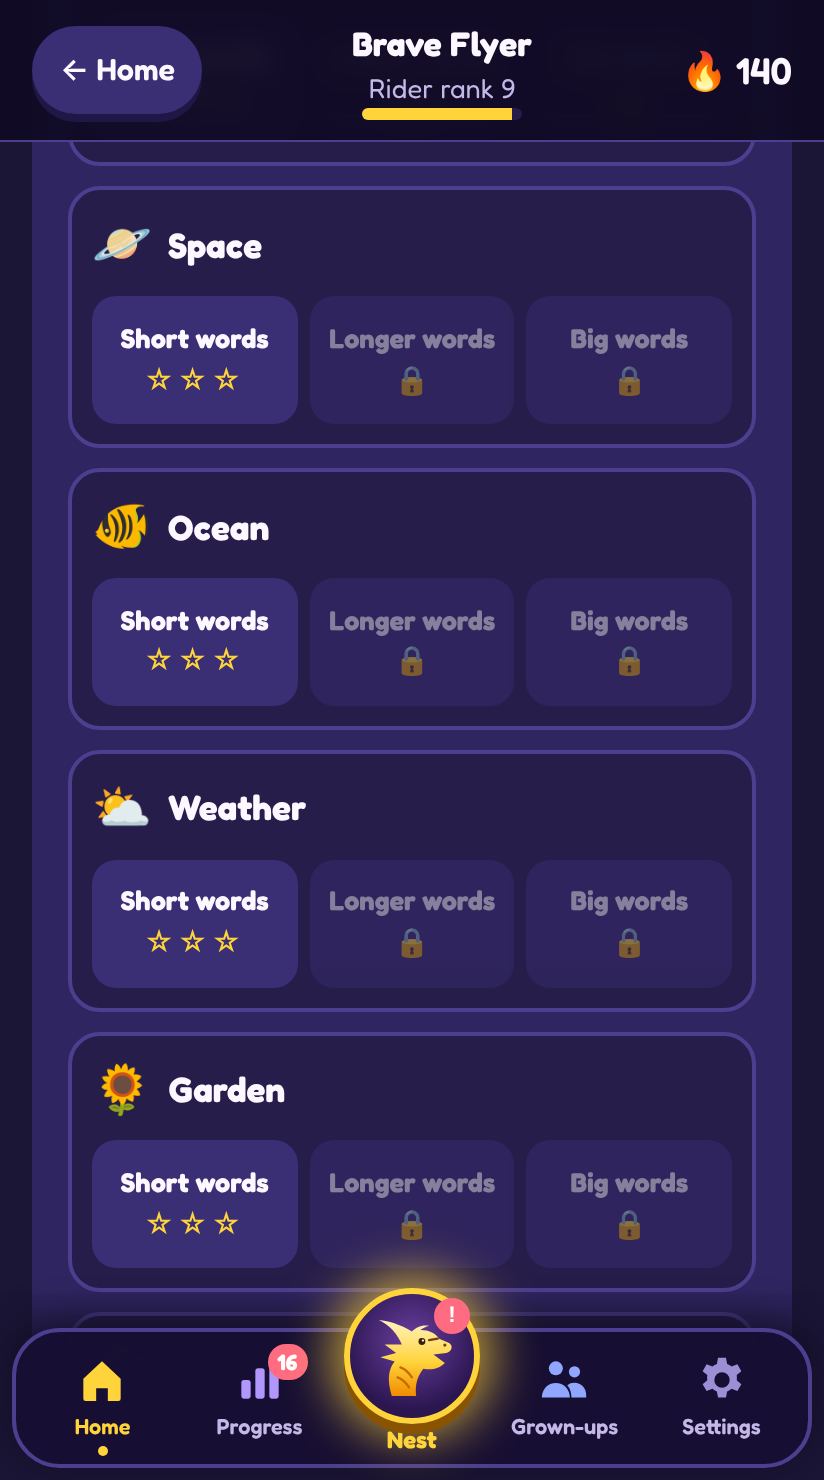 ← Home
Brave Flyer
Rider rank 9
140
Space
Short words
Longer words
Big words
Ocean
Short words
Longer words
Big words
Weather
Short words
Longer words
Big words
Garden
Short words
Longer words
Big words
!
16
Home
Progress
Nest
Grown-ups
Settings